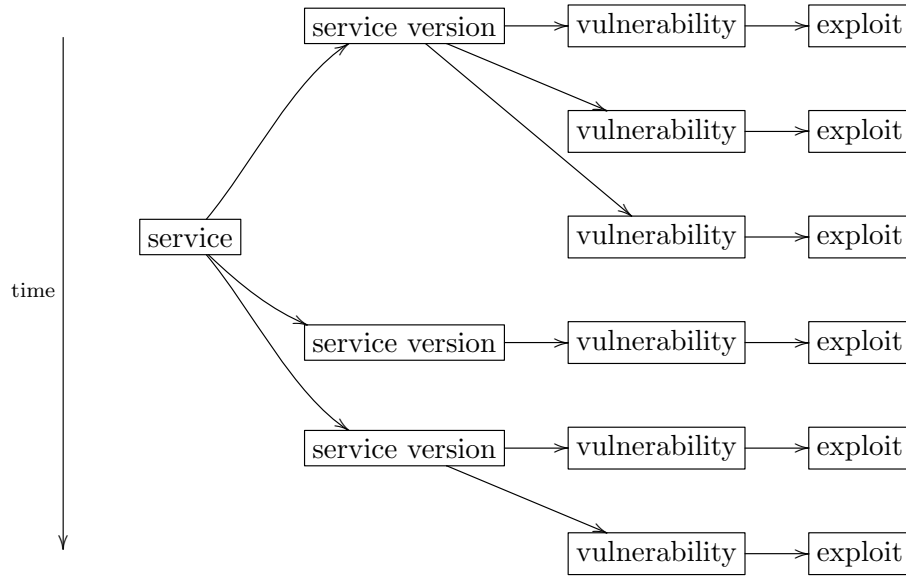 service version
vulnerability
exploit
vulnerability
exploit
service
vulnerability
exploit
time
service version
vulnerability
exploit
service version
vulnerability
exploit
vulnerability
exploit